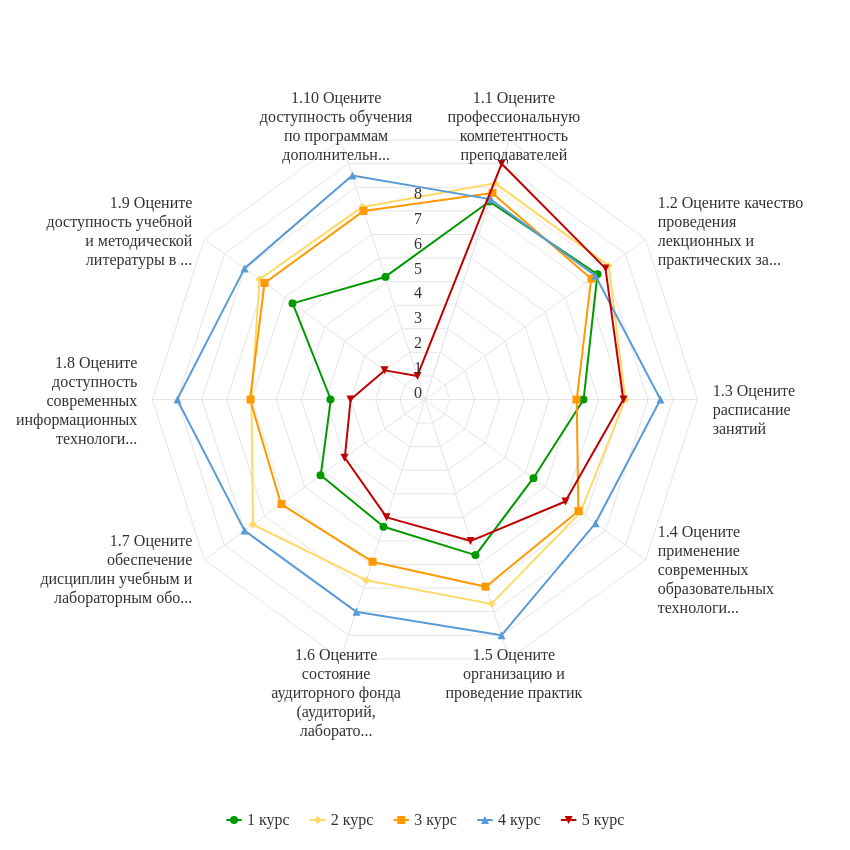 1.10 Оцените
доступность обучения
по программам
дополнительн...
1.1 Оцените
профессиональную
компетентность
преподавателей
1.9 Оцените
доступность учебной
и методической
литературы в ...
1.2 Оцените качество
проведения
лекционных и
практических за...
8
7
6
5
4
3
2
1
0
1.8 Оцените
доступность
современных
информационных
технологи...
1.3 Оцените
расписание
занятий
1.7 Оцените
обеспечение
дисциплин учебным и
лабораторным обо...
1.4 Оцените
применение
современных
образовательных
технологи...
1.6 Оцените
состояние
аудиторного фонда
(аудиторий,
лаборато...
1.5 Оцените
организацию и
проведение практик
1 курс 2 курс 3 курс 4 курс 5 курс